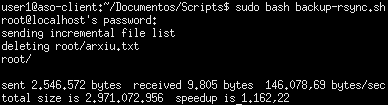 user1@aso-client:~/Documentos/Scripts$ sudo bash backup-rsync.sh
root@localhost's password:
sending incremental file list
deleting root/arxiu.txt
root/
sent 2.546.572 bytes  received 9.805 bytes  146.078,69 bytes/sec
total size is 2.971.072.956  speedup is 1.162,22